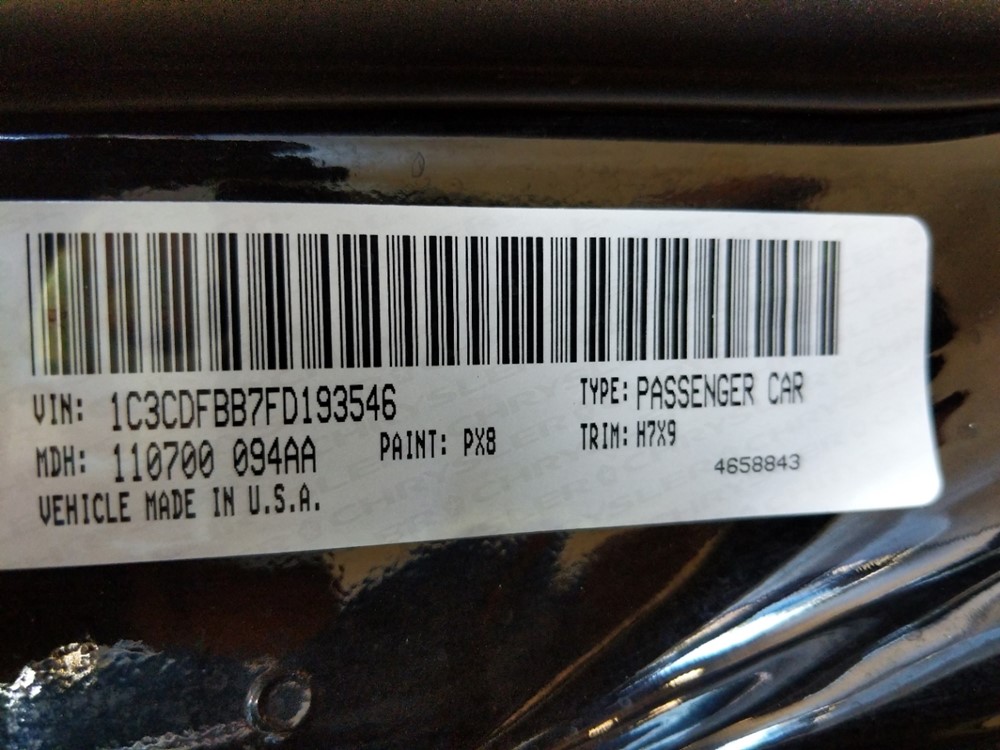 VIN: 1C3CDFBB7FD193546 TYPE: PASSENGER CAR
MDH: 110700 094AA PAINT: PX8 TRIM: H7X9
4658843
VEHICLE MADE IN U.S.A.